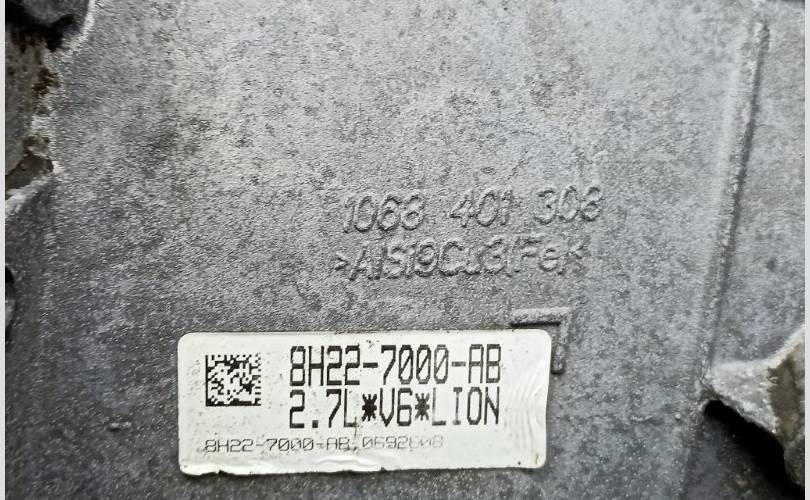 1068 401 308
>AlSi9Cu3(Fe)<
8H22-7000-AB
2.7L*V6*LION
8H22-7000-AB